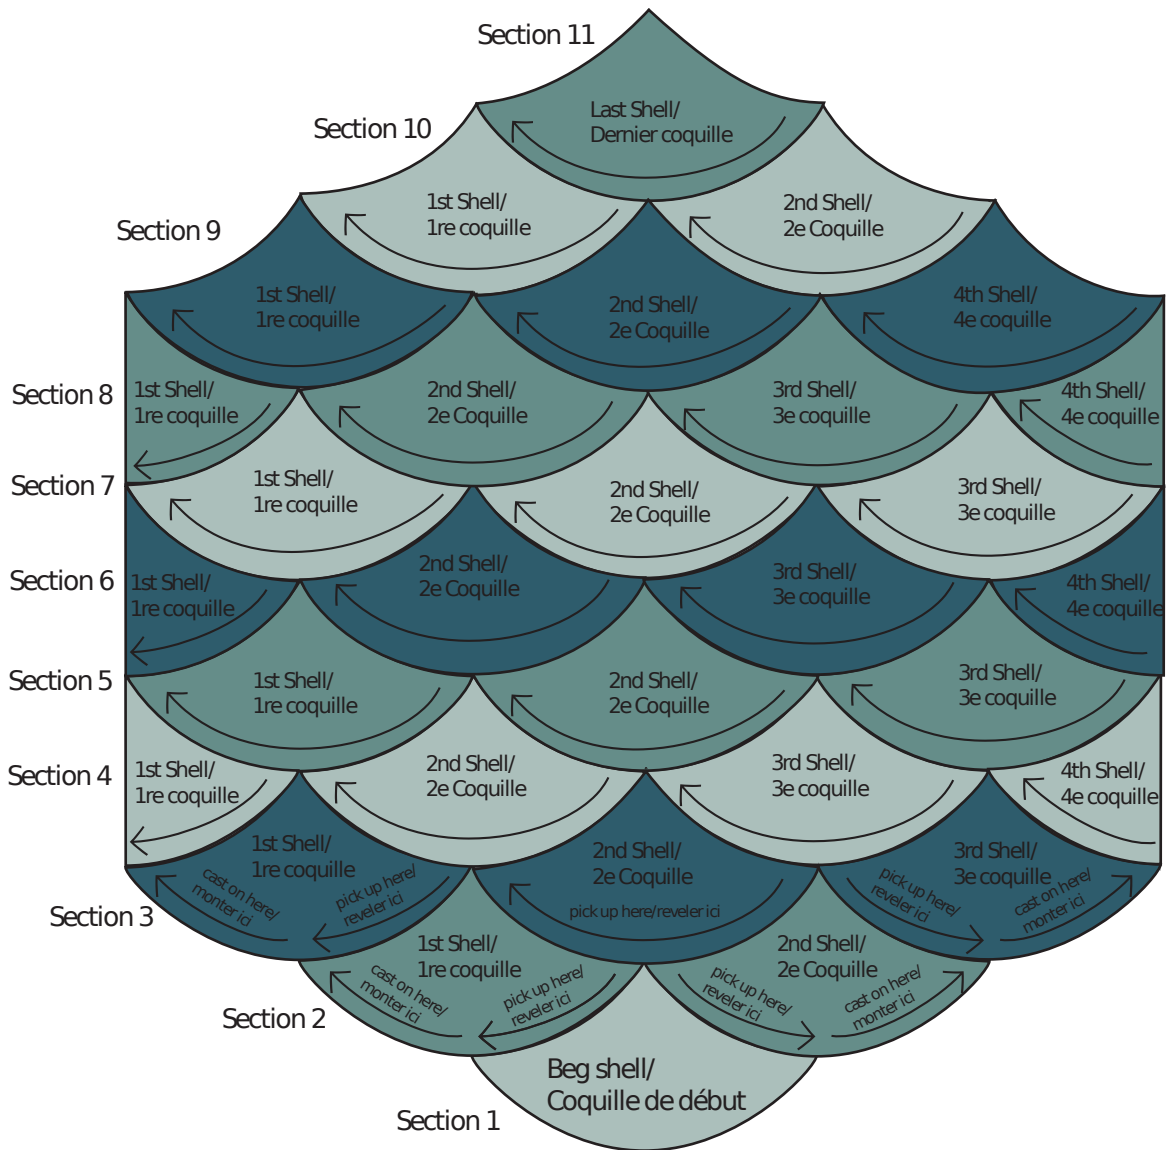 Section 11
Last Shell/
Dernier coquille
Section 10
1st Shell/
1re coquille
2nd Shell/
2e Coquille
Section 9
1st Shell/
1re coquille
2nd Shell/
2e Coquille
4th Shell/
4e coquille
Section 8
1st Shell/
1re coquille
2nd Shell/
2e Coquille
3rd Shell/
3e coquille
4th Shell/
4e coquille
Section 7
1st Shell/
1re coquille
2nd Shell/
2e Coquille
3rd Shell/
3e coquille
Section 6
1st Shell/
1re coquille
2nd Shell/
2e Coquille
3rd Shell/
3e coquille
4th Shell/
4e coquille
Section 5
1st Shell/
1re coquille
2nd Shell/
2e Coquille
3rd Shell/
3e coquille
Section 4
1st Shell/
1re coquille
2nd Shell/
2e Coquille
3rd Shell/
3e coquille
4th Shell/
4e coquille
Section 3
1st Shell/
1re coquille
cast on here/
monter ici
pick up here/
reveler ici
2nd Shell/
2e Coquille
pick up here/reveler ici
3rd Shell/
3e coquille
pick up here/
reveler ici
cast on here/
monter ici
Section 2
1st Shell/
1re coquille
cast on here/
monter ici
pick up here/
reveler ici
2nd Shell/
2e Coquille
pick up here/
reveler ici
cast on here/
monter ici
Section 1
Beg shell/
Coquille de début